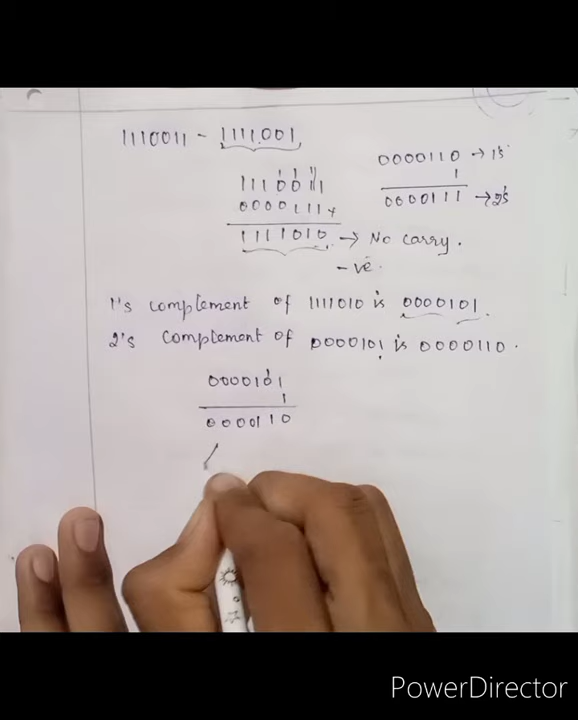 1110011 - 1111001
0000110 → 1's
1
0000111 → 2's
1110011
0000111 +
1111010 → No carry.
- ve.
1's complement of 1111010 is 0000101.
2's complement of 0000101 is 0000110.
0000101
1
0000110
PowerDirector